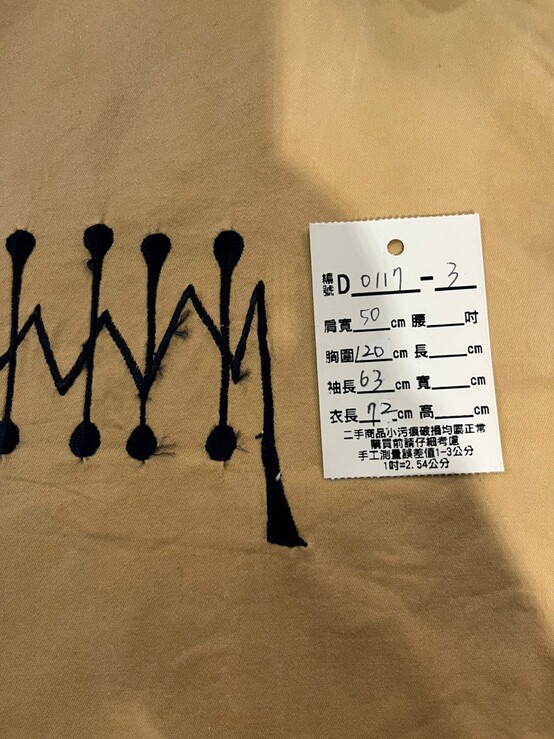 編號 D 0117 - 3
肩寬 50 cm 腰____吋
胸圍 120 cm 長____cm
袖長 63 cm 寬____cm
衣長 72 cm 高____cm
二手商品小污痕破損均屬正常
購買前請仔細考慮
手工測量誤差值1-3公分
1吋=2.54公分